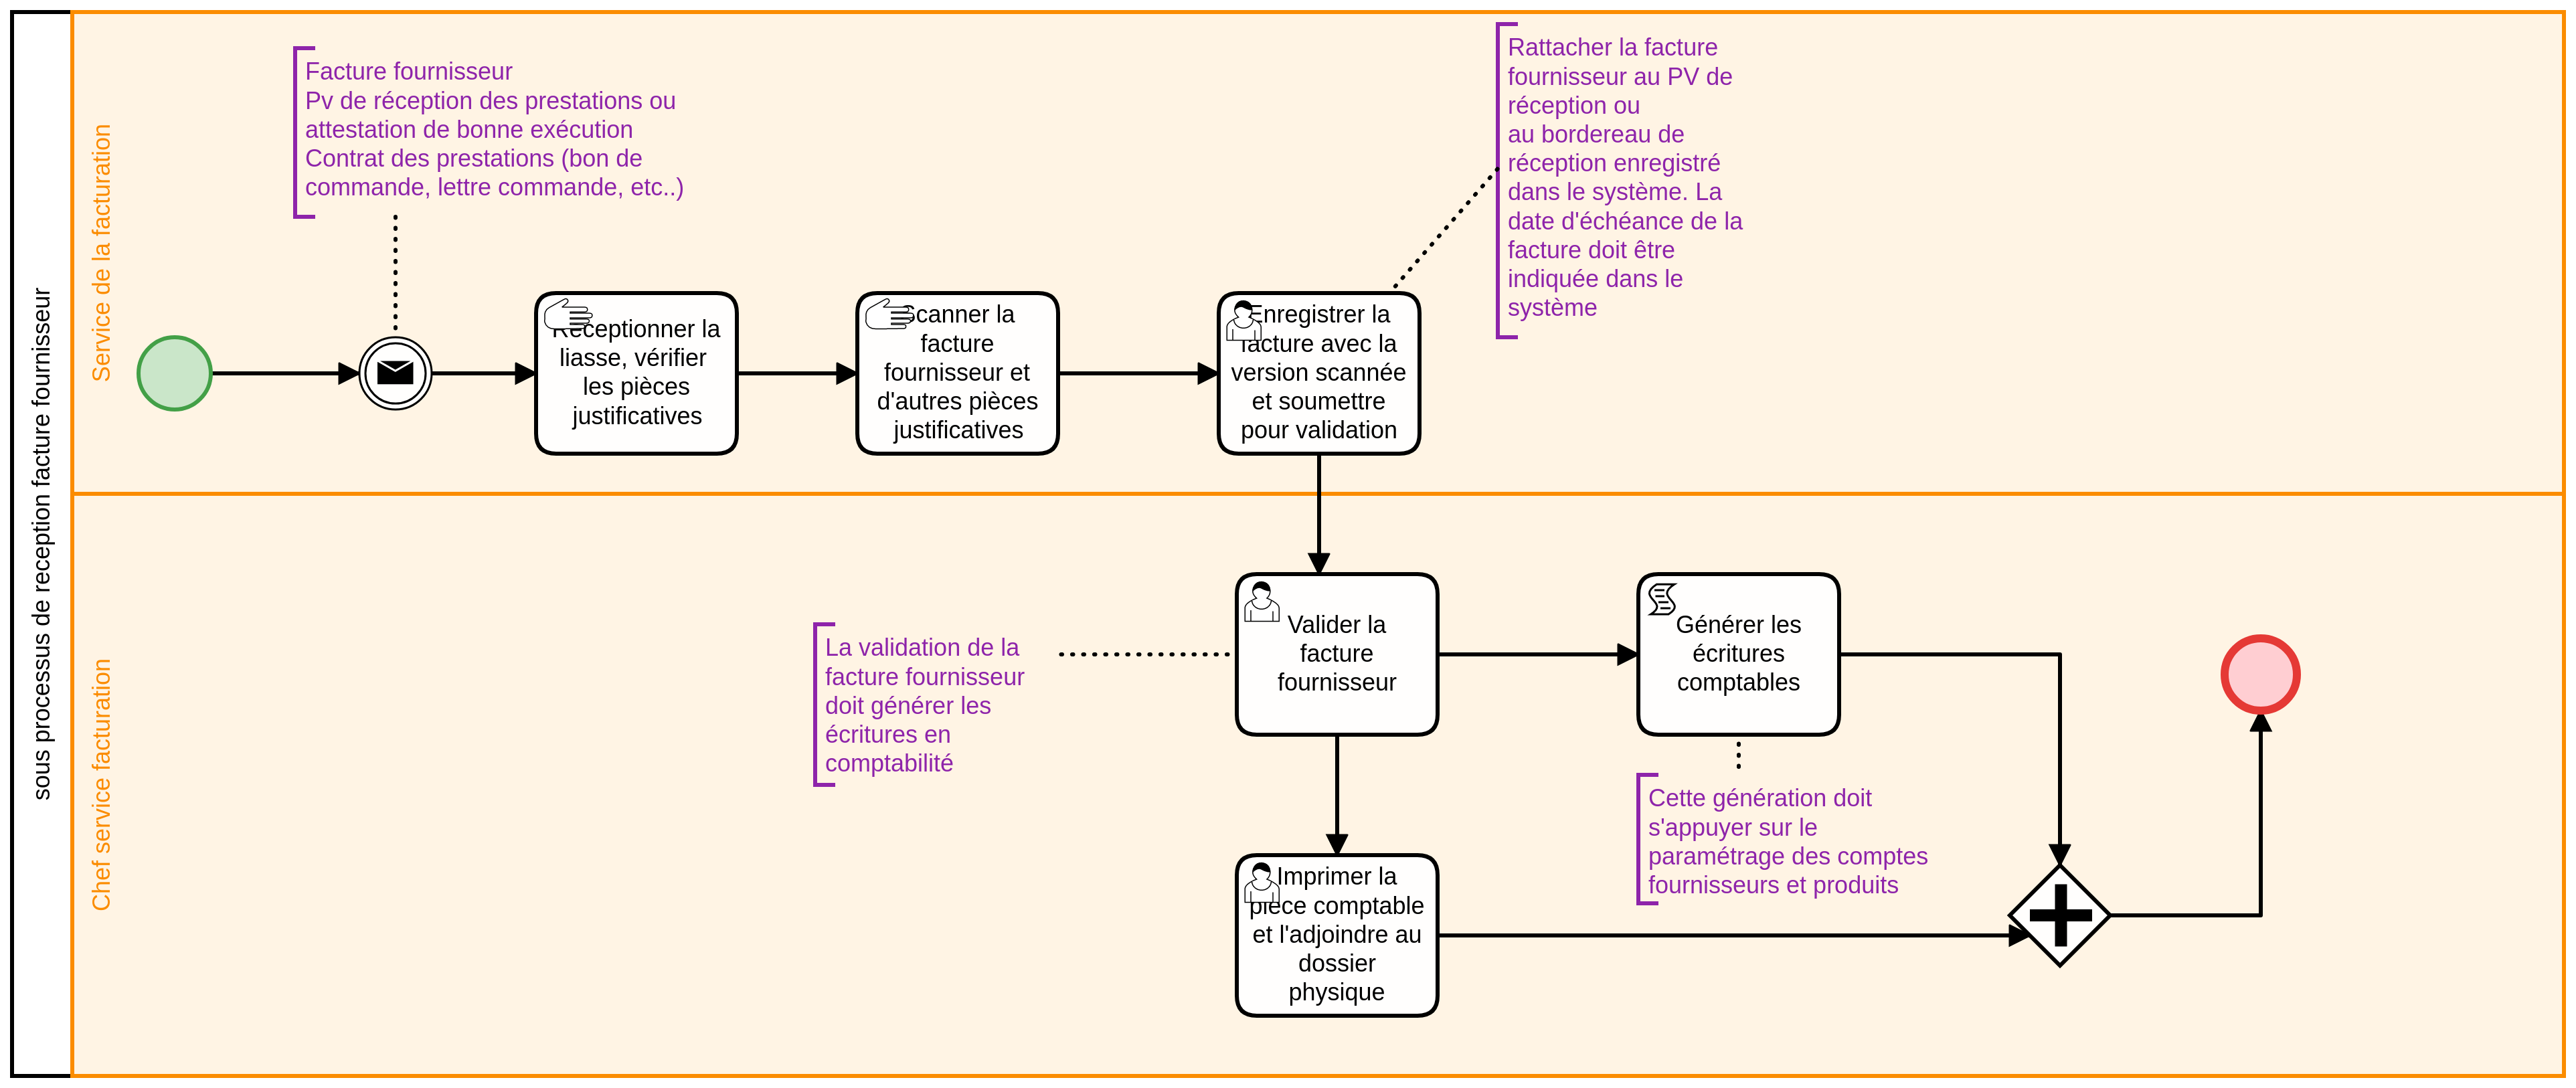 sous processus de reception facture fournisseur
Service de la facturation
Facture fournisseur
Pv de réception des prestations ou
attestation de bonne exécution
Contrat des prestations (bon de
commande, lettre commande, etc..)
Rattacher la facture
fournisseur au PV de
réception ou
au bordereau de
réception enregistré
dans le système. La
date d'échéance de la
facture doit être
indiquée dans le
système
Réceptionner la
liasse, vérifier
les pièces
justificatives
Scanner la
facture
fournisseur et
d'autres pièces
justificatives
Enregistrer la
facture avec la
version scannée
et soumettre
pour validation
Chef service facturation
La validation de la
facture fournisseur
doit générer les
écritures en
comptabilité
Valider la
facture
fournisseur
Générer les
écritures
comptables
Cette génération doit
s'appuyer sur le
paramétrage des comptes
fournisseurs et produits
Imprimer la
pièce comptable
et l'adjoindre au
dossier
physique